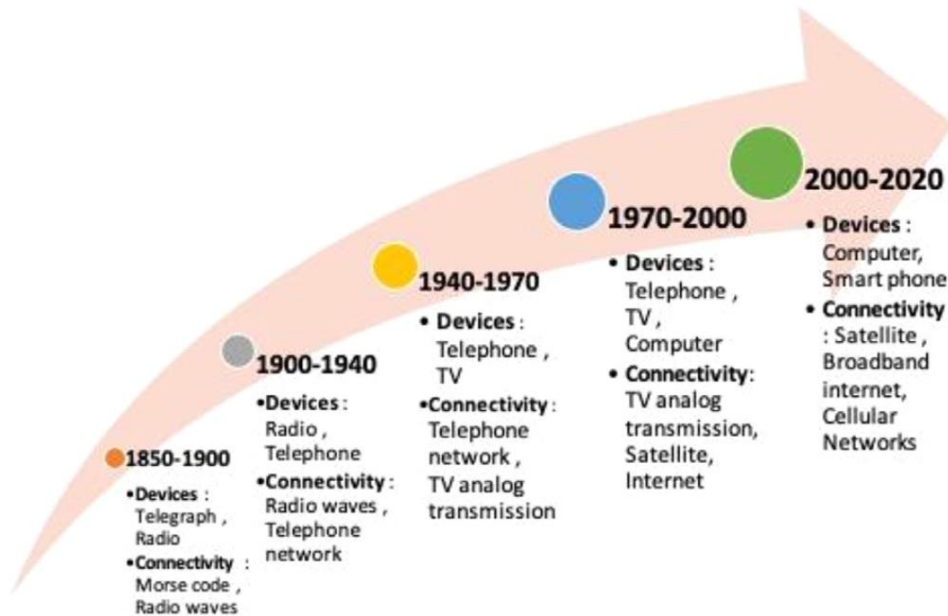 1850-1900
•Devices :
Telegraph ,
Radio
•Connectivity :
Morse code ,
Radio waves
1900-1940
•Devices :
Radio ,
Telephone
•Connectivity :
Radio waves ,
Telephone
network
1940-1970
• Devices :
Telephone ,
TV
•Connectivity :
Telephone
network ,
TV analog
transmission
1970-2000
• Devices :
Telephone ,
TV ,
Computer
• Connectivity:
TV analog
transmission,
Satellite,
Internet
2000-2020
• Devices :
Computer,
Smart phone
• Connectivity
: Satellite ,
Broadband
internet,
Cellular
Networks